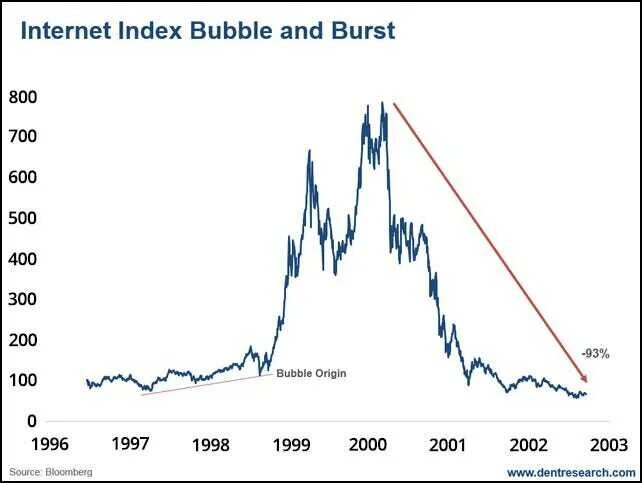 Internet Index Bubble and Burst
800
700
600
500
400
300
200
100
0
-93%
Bubble Origin
1996 1997 1998 1999 2000 2001 2002 2003
Source: Bloomberg
www.dentresearch.com